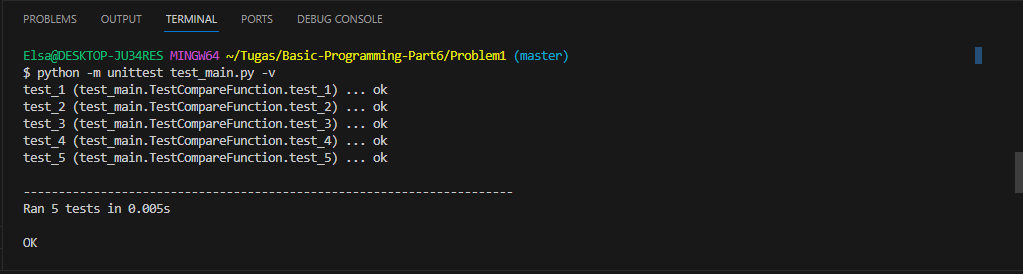 PROBLEMS OUTPUT TERMINAL PORTS DEBUG CONSOLE
Elsa@DESKTOP-JU34RES MINGW64 ~/Tugas/Basic-Programming-Part6/Problem1 (master)
$ python -m unittest test_main.py -v
test_1 (test_main.TestCompareFunction.test_1) ... ok
test_2 (test_main.TestCompareFunction.test_2) ... ok
test_3 (test_main.TestCompareFunction.test_3) ... ok
test_4 (test_main.TestCompareFunction.test_4) ... ok
test_5 (test_main.TestCompareFunction.test_5) ... ok
----------------------------------------------------------------------
Ran 5 tests in 0.005s
OK